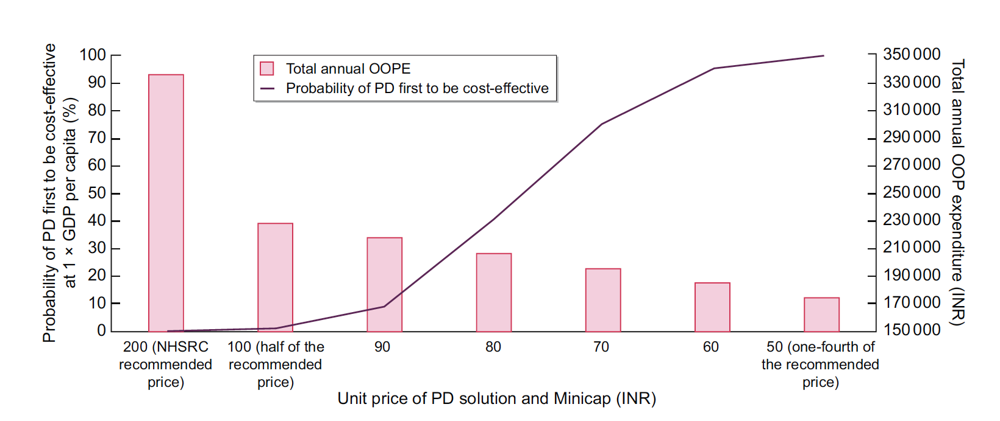 Probability of PD first to be cost-effective
at 1 × GDP per capita (%)
100
90
80
70
60
50
40
30
20
10
0
Total annual OOPE
Probability of PD first to be cost-effective
350 000
330 000
310 000
290 000
270 000
250 000
230 000
210 000
190 000
170 000
150 000
Total annual OOP expenditure (INR)
200 (NHSRC
recommended
price)
100 (half of the
recommended
price)
90
80
70
60
50 (one-fourth of
the recommended
price)
Unit price of PD solution and Minicap (INR)